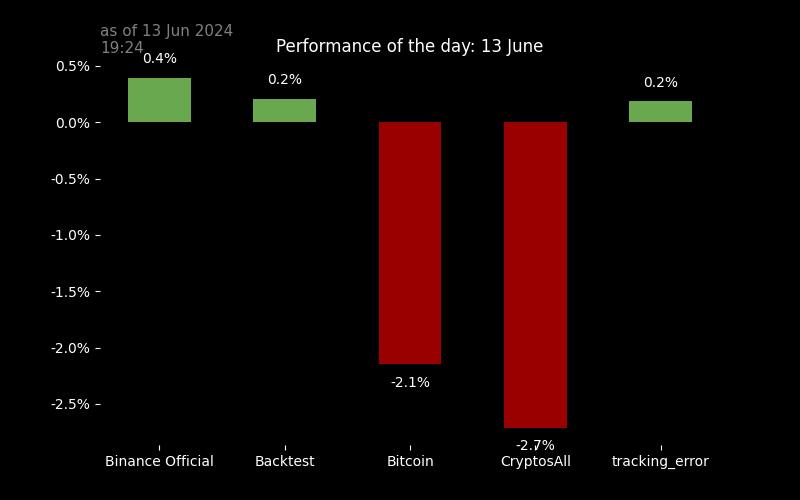 as of 13 Jun 2024
19:24
Performance of the day: 13 June
0.5%
0.0%
-0.5%
-1.0%
-1.5%
-2.0%
-2.5%
0.4%
0.2%
-2.1%
-2.7%
0.2%
Binance Official
Backtest
Bitcoin
CryptosAll
tracking_error